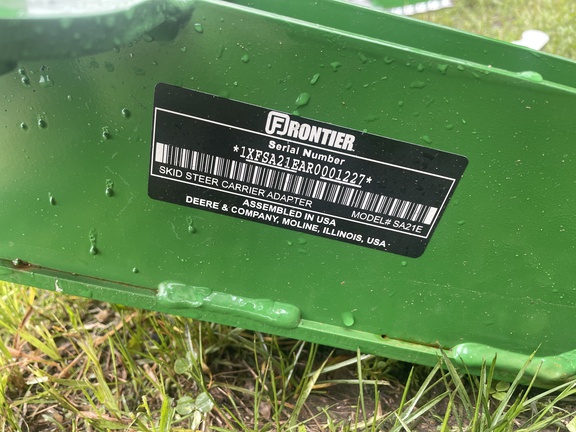 FRONTIER
Serial Number
*1XFSA21EAR0001227*
SKID STEER CARRIER ADAPTER MODEL# SA21E
ASSEMBLED IN USA
DEERE & COMPANY, MOLINE, ILLINOIS, USA